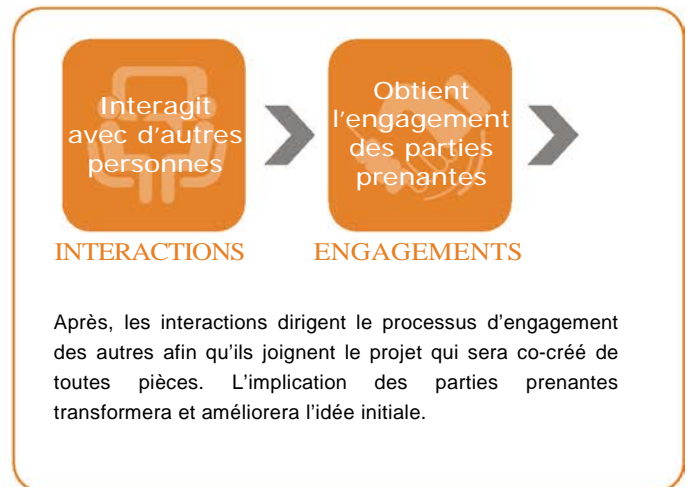 Interagit
avec d'autres
personnes
Obtient
l'engagement
des parties
prenantes
INTERACTIONS
ENGAGEMENTS
Après, les interactions dirigent le processus d'engagement
des autres afin qu'ils joignent le projet qui sera co-créé de
toutes pièces. L'implication des parties prenantes
transformera et améliorera l'idée initiale.